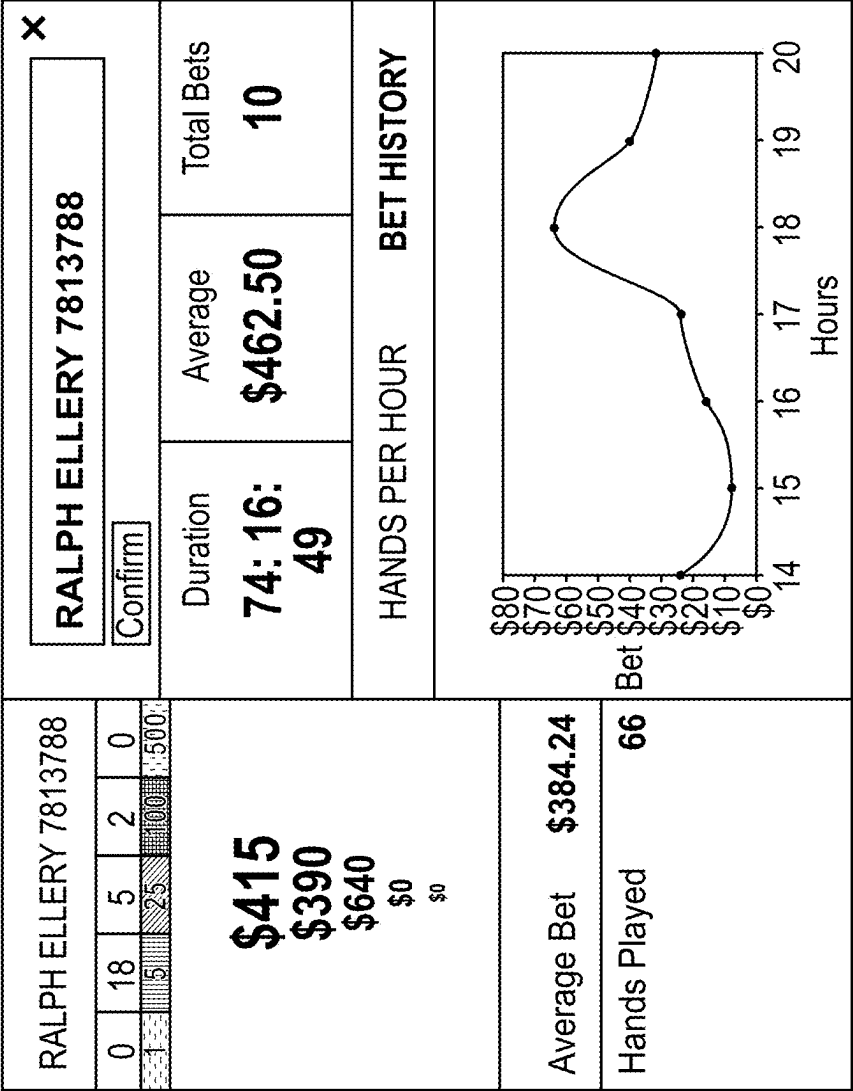 RALPH ELLERY 7813788
0 18 5 2 0
1 5 25 100 500
$415
$390
$640
$0
$0
Average Bet $384.24
Hands Played 66
RALPH ELLERY 7813788
X
Confirm
Duration
74: 16:
49
Average
$462.50
Total Bets
10
HANDS PER HOUR BET HISTORY
Bet
$80
$70
$60
$50
$40
$30
$20
$10
$0
14 15 16 17 18 19 20
Hours